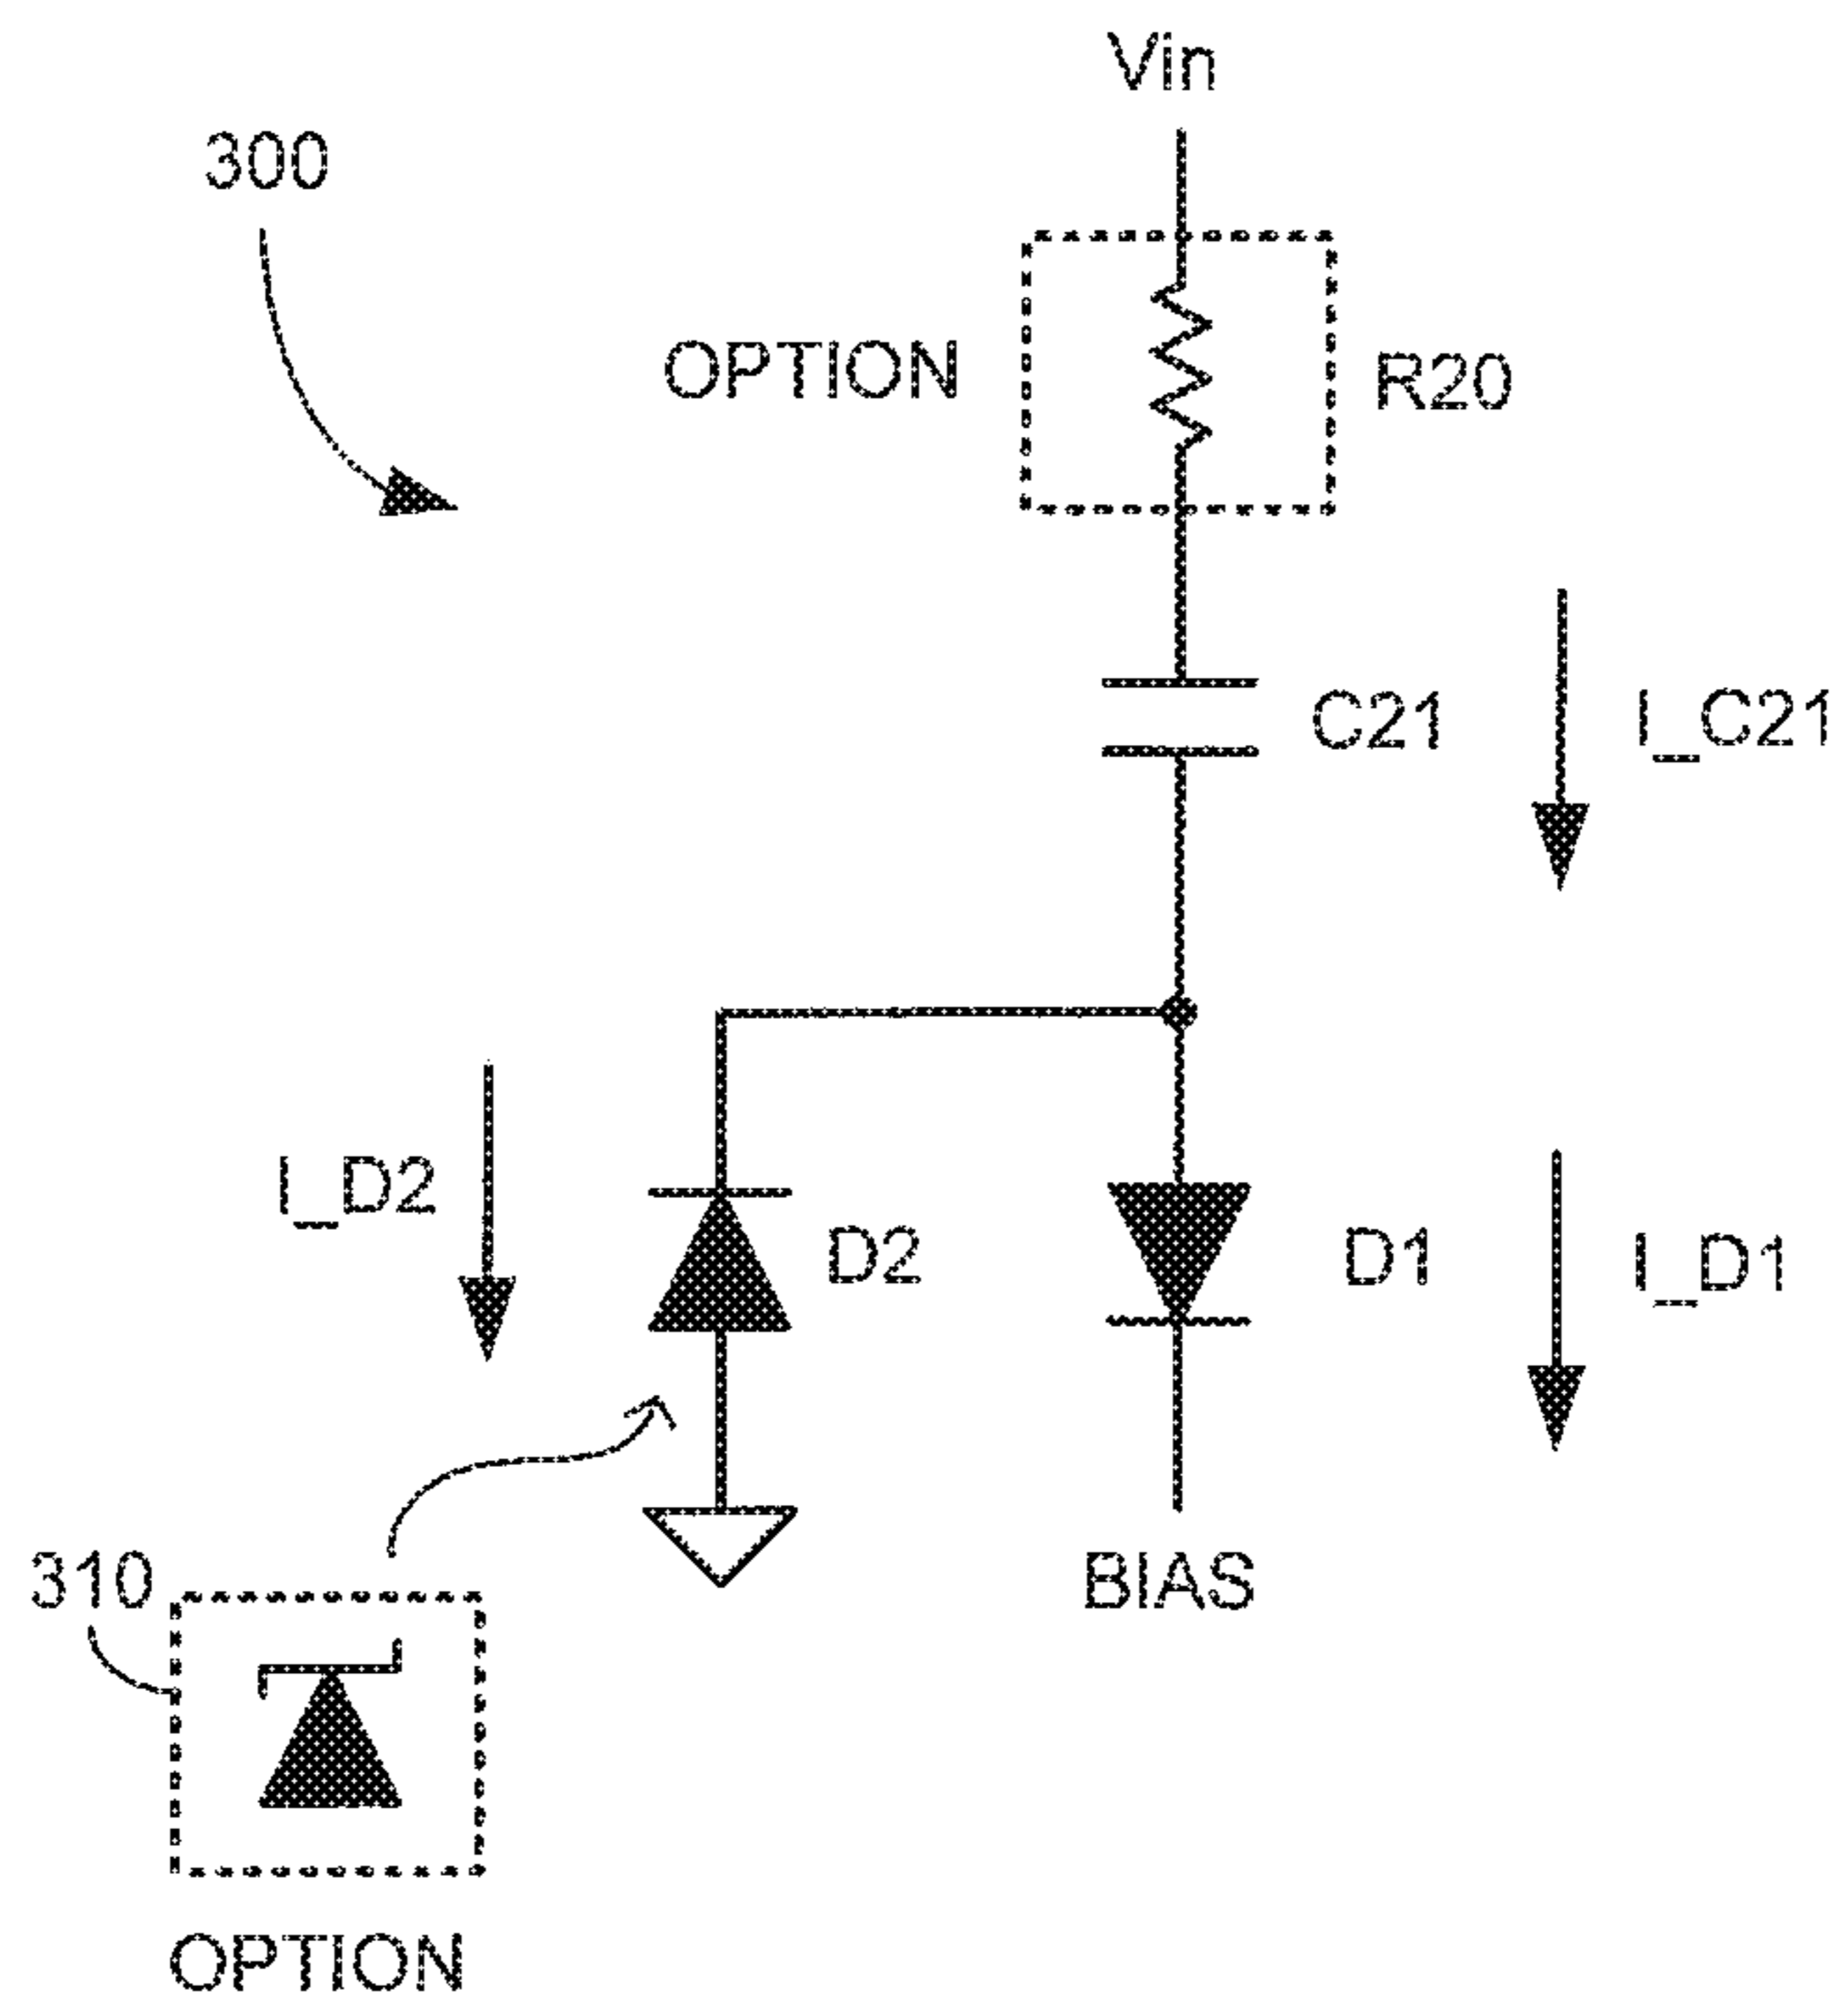 Vin
300
OPTION
R20
C21
I_C21
I_D2
D2
D1
I_D1
310
BIAS
OPTION